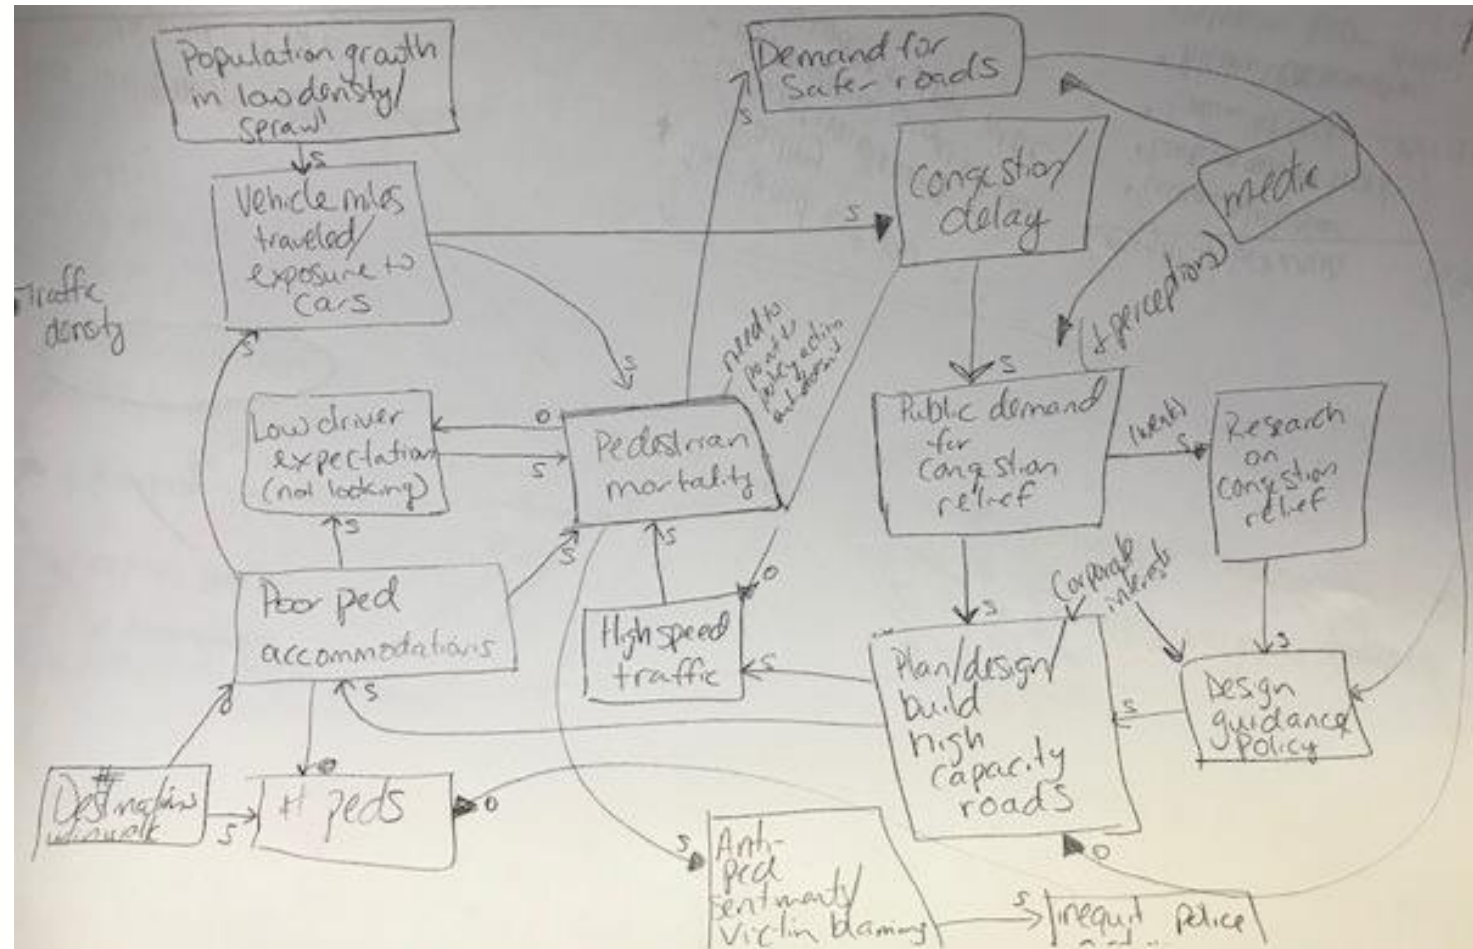 Population growth
in low density/
sprawl
S
Vehicle miles
traveled/
exposure to
cars
S
Traffic
density
S
S
Low driver
expectation
(not looking)
O
S
S
Poor ped
accommodations
S
S
O
#
Destinations
S
# peds
O
Demand for
Safer roads
S
Congestion/
delay
media
(+ perceptions)
S
need to
point to
policy action
Pedestrian
mortality
S
O
High speed
traffic
S
Public demand
for
congestion
relief
S
S
Research
on
congestion
relief
S
Corporate
interests
Plan/design/
build
high
capacity
roads
S
Design
guidance
policy
O
S
Anti-
ped
sentiments/
victim blaming
S
police